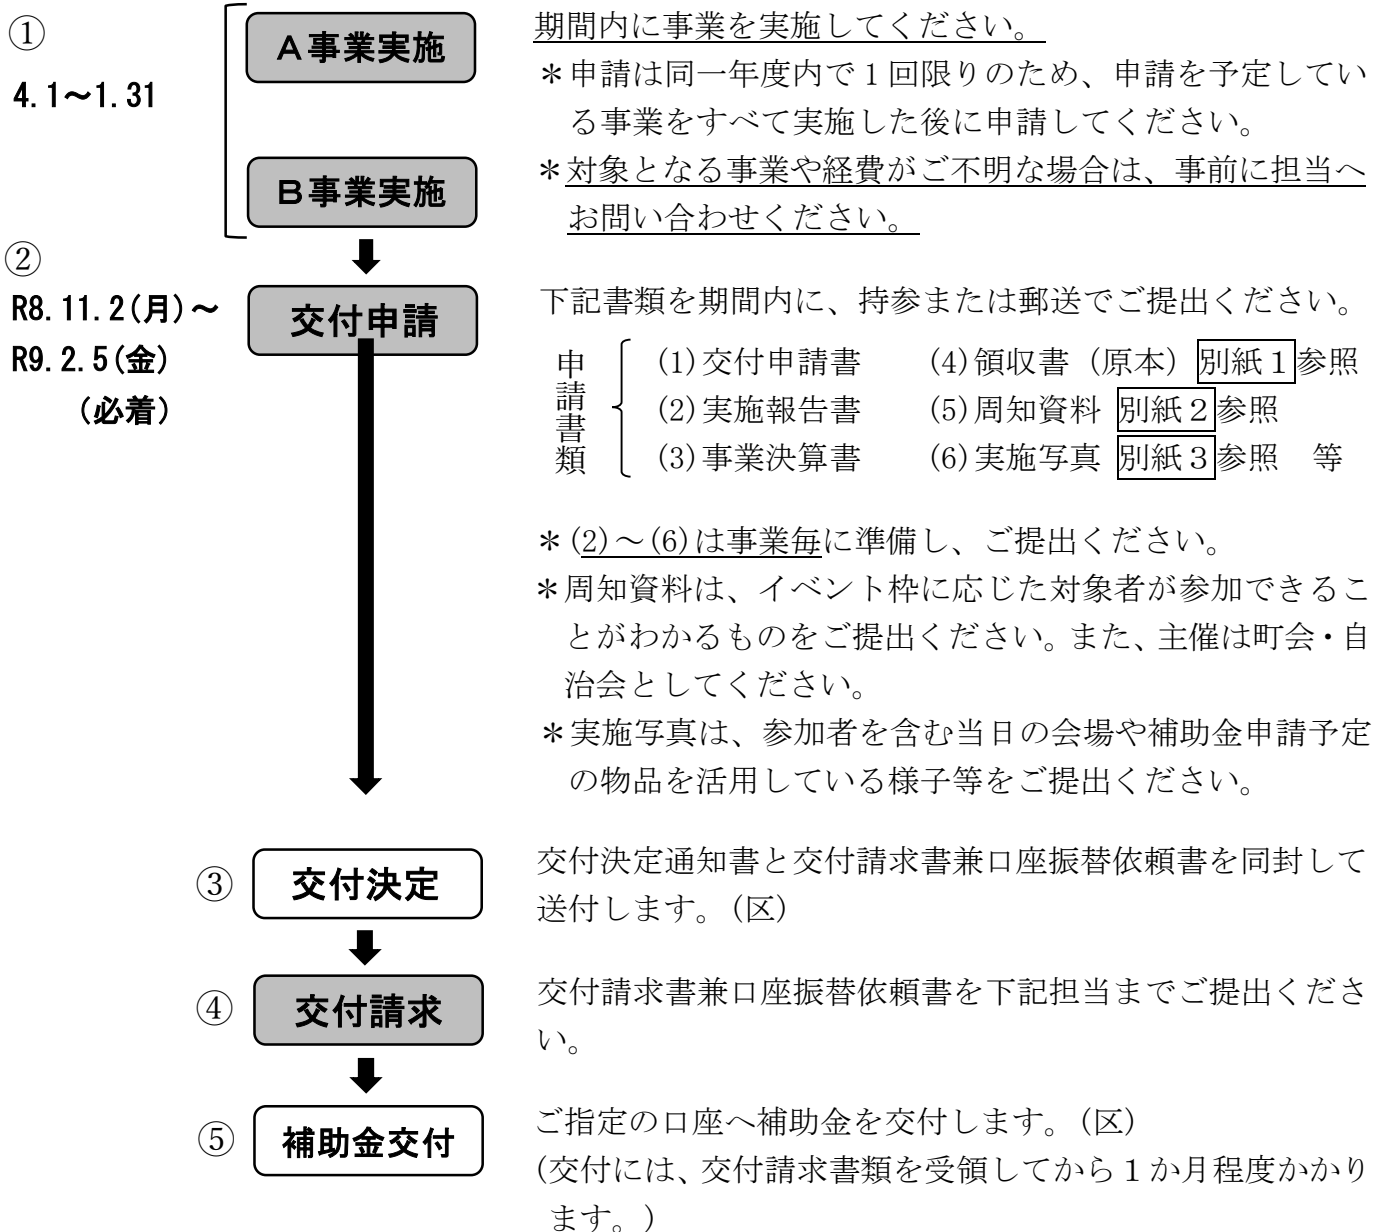 ①
4.1～1.31
A事業実施
B事業実施
期間内に事業を実施してください。
＊申請は同一年度内で１回限りのため、申請を予定してい
る事業をすべて実施した後に申請してください。
＊対象となる事業や経費がご不明な場合は、事前に担当へ
お問い合わせください。
②
R8.11.2(月)～
R9.2.5(金)
(必着)
交付申請
下記書類を期間内に、持参または郵送でご提出ください。
申請書類
(1)交付申請書　(4)領収書（原本）別紙１参照
(2)実施報告書　(5)周知資料 別紙２参照
(3)事業決算書　(6)実施写真 別紙３参照　等
＊(2)～(6)は事業毎に準備し、ご提出ください。
＊周知資料は、イベント枠に応じた対象者が参加できるこ
とがわかるものをご提出ください。また、主催は町会・自
治会としてください。
＊実施写真は、参加者を含む当日の会場や補助金申請予定
の物品を活用している様子等をご提出ください。
③
交付決定
交付決定通知書と交付請求書兼口座振替依頼書を同封して
送付します。(区)
④
交付請求
交付請求書兼口座振替依頼書を下記担当までご提出くださ
い。
⑤
補助金交付
ご指定の口座へ補助金を交付します。(区)
(交付には、交付請求書類を受領してから１か月程度かかり
ます。)